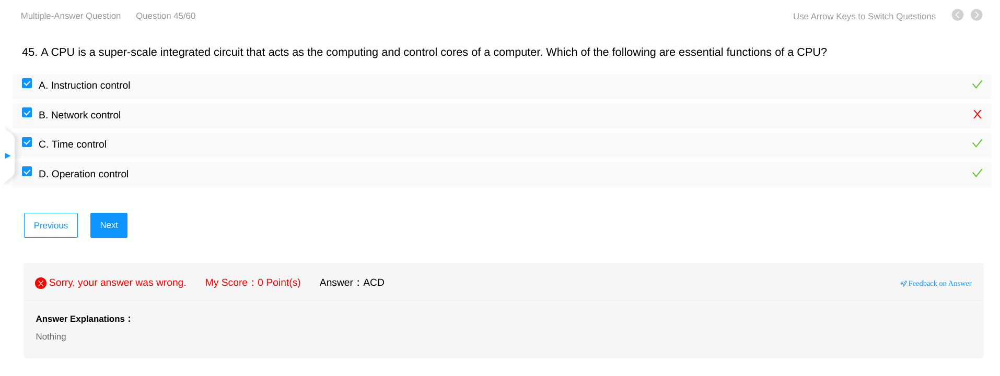 Multiple-Answer Question Question 45/60 Use Arrow Keys to Switch Questions
45. A CPU is a super-scale integrated circuit that acts as the computing and control cores of a computer. Which of the following are essential functions of a CPU?
A. Instruction control
B. Network control
C. Time control
D. Operation control
Previous Next
Sorry, your answer was wrong. My Score：0 Point(s) Answer：ACD Feedback on Answer
Answer Explanations：
Nothing